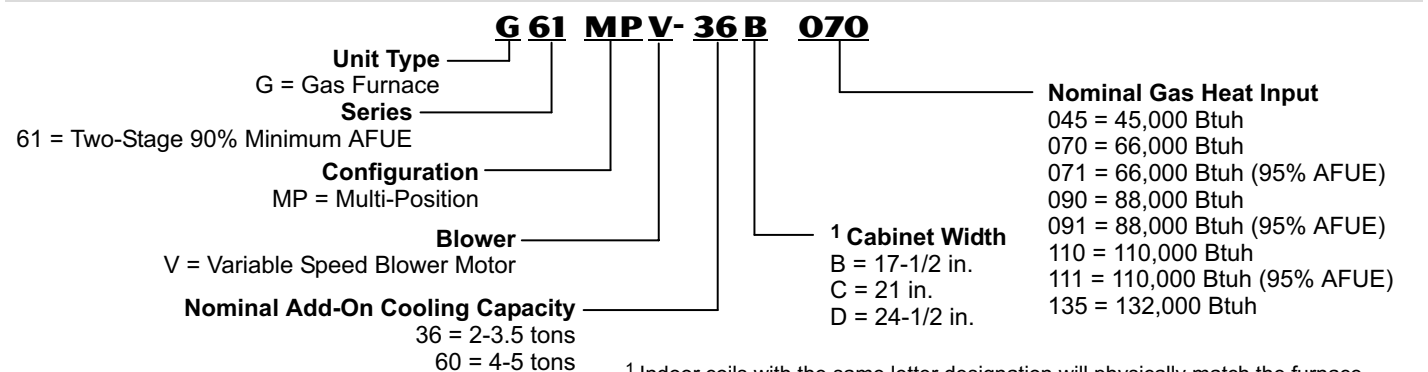 G 61 MP V- 36 B 070
Unit Type
G = Gas Furnace
Series
61 = Two-Stage 90% Minimum AFUE
Configuration
MP = Multi-Position
Blower
V = Variable Speed Blower Motor
Nominal Add-On Cooling Capacity
36 = 2-3.5 tons
60 = 4-5 tons
1 Cabinet Width
B = 17-1/2 in.
C = 21 in.
D = 24-1/2 in.
Nominal Gas Heat Input
045 = 45,000 Btuh
070 = 66,000 Btuh
071 = 66,000 Btuh (95% AFUE)
090 = 88,000 Btuh
091 = 88,000 Btuh (95% AFUE)
110 = 110,000 Btuh
111 = 110,000 Btuh (95% AFUE)
135 = 132,000 Btuh
1 Indoor coils with the same letter designation will physically match the furnace.